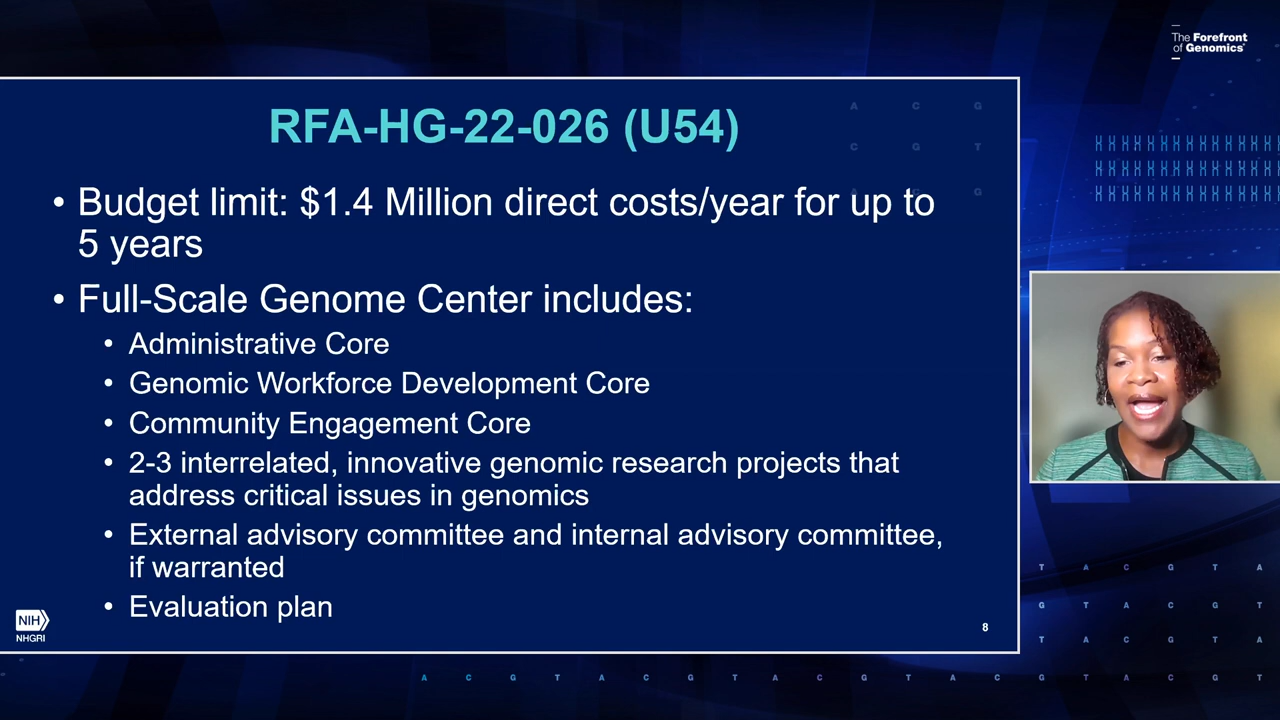 The Forefront
of Genomics®
RFA-HG-22-026 (U54)
A C G
C G T
A C G
• Budget limit: $1.4 Million direct costs/year for up to
5 years
• Full-Scale Genome Center includes:
• Administrative Core
• Genomic Workforce Development Core
• Community Engagement Core
• 2-3 interrelated, innovative genomic research projects that
address critical issues in genomics
• External advisory committee and internal advisory committee,
if warranted
• Evaluation plan
NIH
NHGRI
8
T A C G T A
G T A C G T
T A C G T A
A C G T A C G T A C G T A C G T A C G T